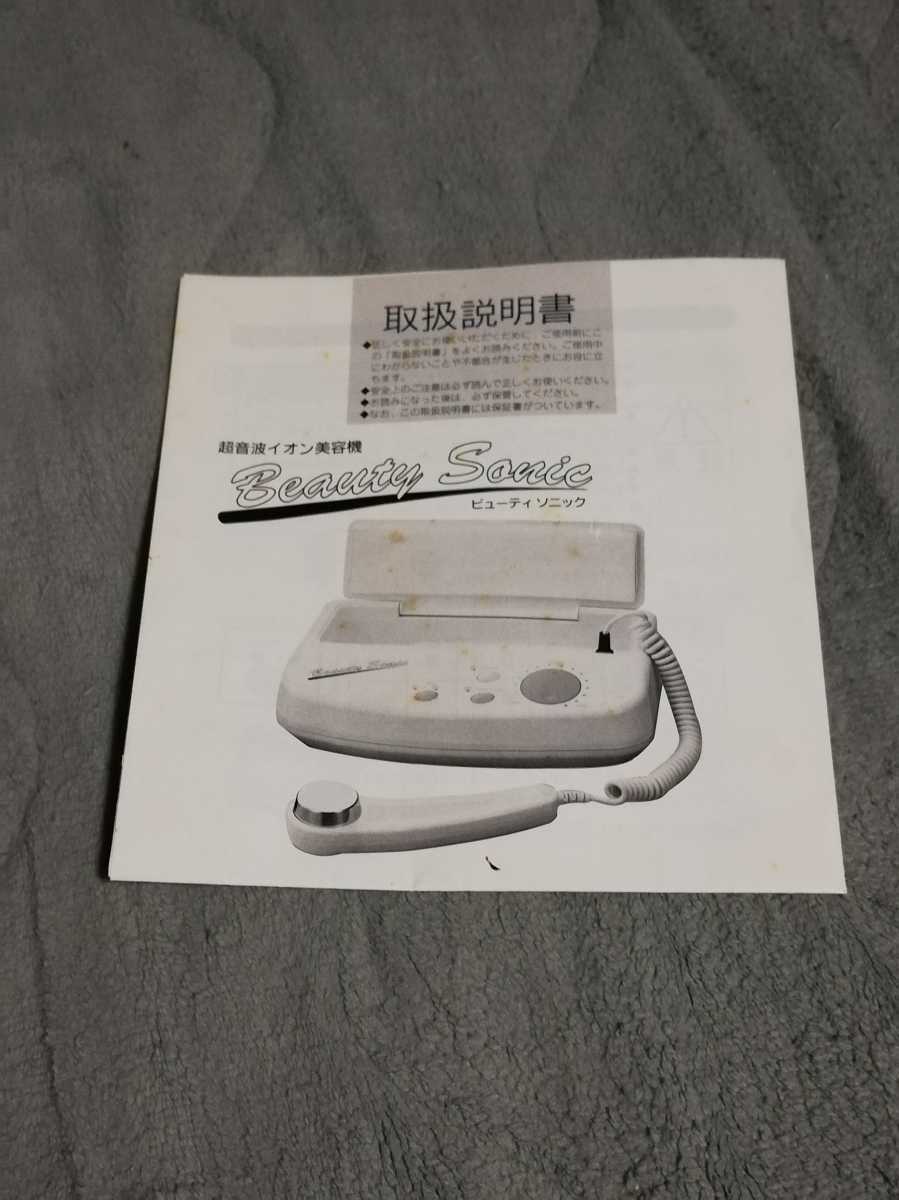 取扱説明書
◆正しく安全にお使いいただくために、ご使用前にこ
の「取扱説明書」をよくお読みください。ご使用中
にわからないことや不都合が生じたときにお役に立
ちます。
◆安全上のご注意は必ず読んで正しくお使いください。
◆お読みになった後は、必ず保管してください。
◆なお、この取扱説明書には保証書がついています。
超音波イオン美容機
Beauty Sonic
ビューティソニック
Beauty Sonic